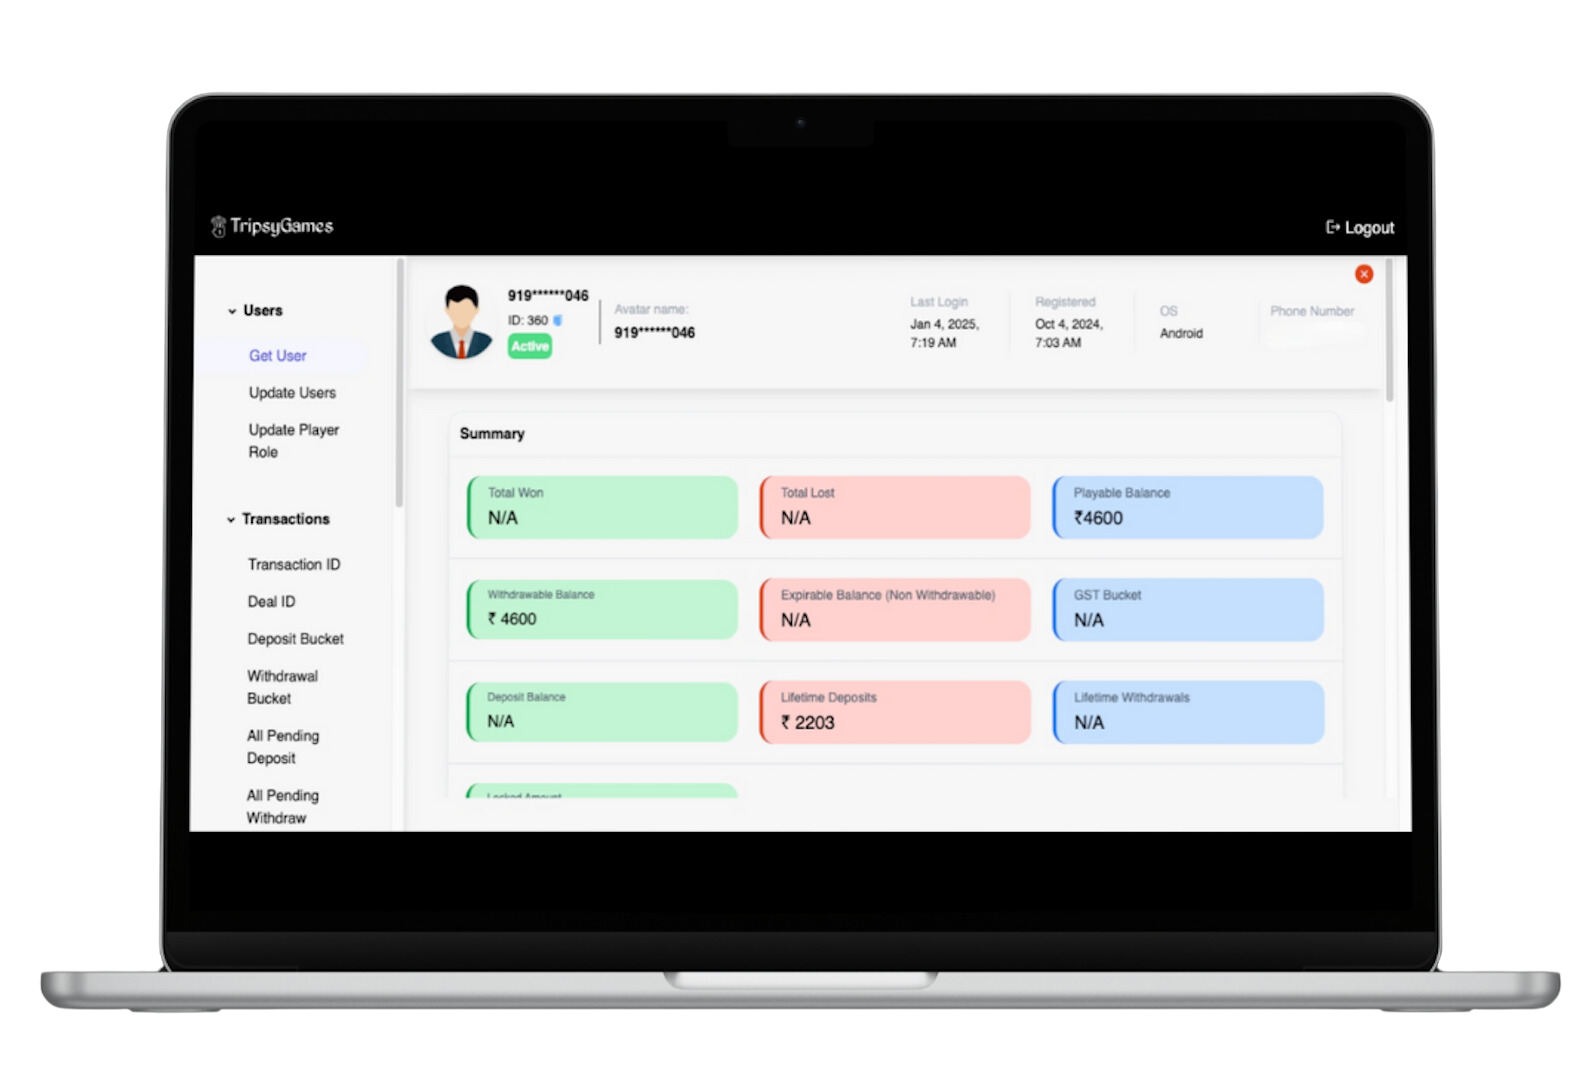 TripsyGames
Logout
Users
Get User
Update Users
Update Player
Role
Transactions
Transaction ID
Deal ID
Deposit Bucket
Withdrawal
Bucket
All Pending
Deposit
All Pending
Withdraw
919******046
ID: 360
Active
Avatar name:
919******046
Last Login
Jan 4, 2025,
7:19 AM
Registered
Oct 4, 2024,
7:03 AM
OS
Android
Phone Number
Summary
Total Won
N/A
Total Lost
N/A
Playable Balance
₹4600
Withdrawable Balance
₹ 4600
Expirable Balance (Non Withdrawable)
N/A
GST Bucket
N/A
Deposit Balance
N/A
Lifetime Deposits
₹ 2203
Lifetime Withdrawals
N/A
Locked Amount